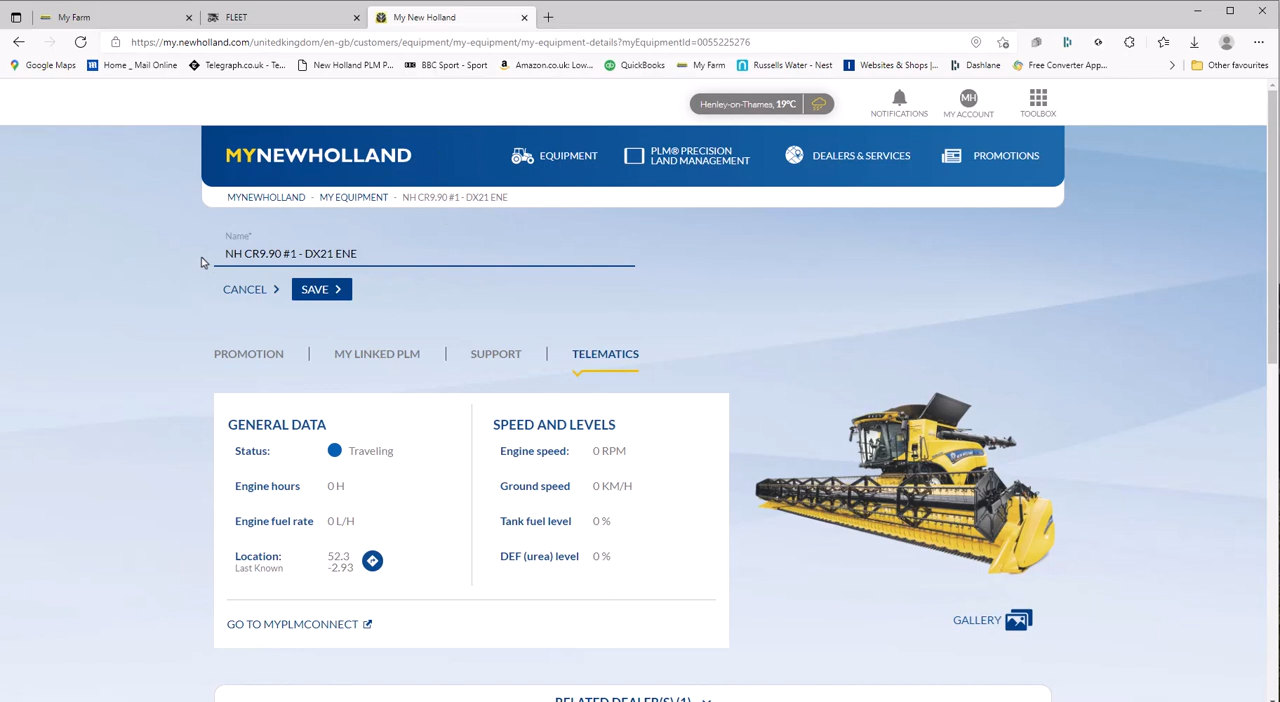 My Farm
FLEET
My New Holland
https://my.newholland.com/unitedkingdom/en-gb/customers/equipment/my-equipment/my-equipment-details?myEquipmentId=0055225276
Google Maps
Home _ Mail Online
Telegraph.co.uk - Te...
New Holland PLM P...
BBC Sport - Sport
Amazon.co.uk: Low...
QuickBooks
My Farm
Russells Water - Nest
Websites & Shops |...
Dashlane
Free Converter App...
Other favourites
Henley-on-Thames, 19°C
NOTIFICATIONS
MH
MY ACCOUNT
TOOLBOX
MYNEWHOLLAND
EQUIPMENT
PLM® PRECISION
LAND MANAGEMENT
DEALERS & SERVICES
PROMOTIONS
MYNEWHOLLAND - MY EQUIPMENT - NH CR9.90 #1 - DX21 ENE
Name*
NH CR9.90 #1 - DX21 ENE
CANCEL
SAVE
PROMOTION
MY LINKED PLM
SUPPORT
TELEMATICS
GENERAL DATA
Status: Traveling
Engine hours 0 H
Engine fuel rate 0 L/H
Location: 52.3
Last Known -2.93
SPEED AND LEVELS
Engine speed: 0 RPM
Ground speed 0 KM/H
Tank fuel level 0 %
DEF (urea) level 0 %
GO TO MYPLMCONNECT
GALLERY
RELATED DEALER(S) (1)